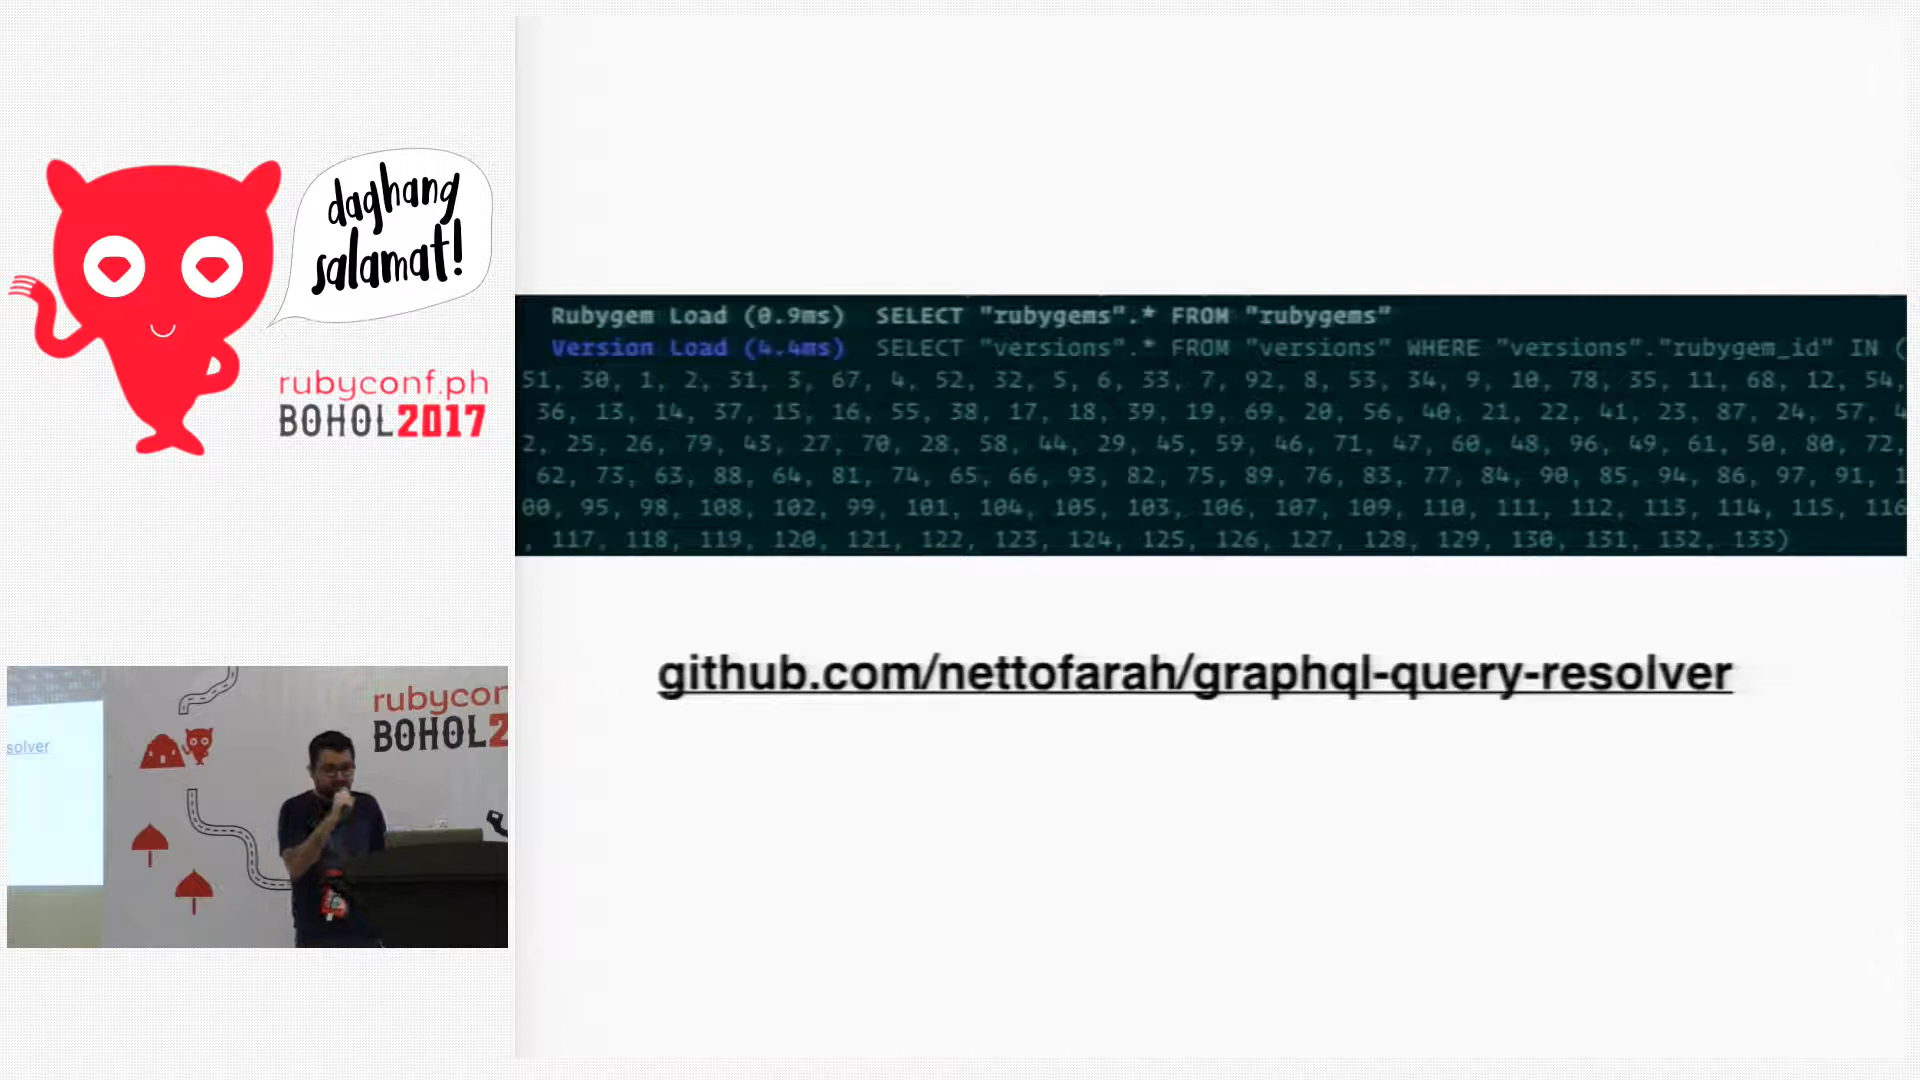 daghang
salamat!
rubyconf.ph
BOHOL2017
Rubygem Load (0.9ms)  SELECT "rubygems".* FROM "rubygems"
Version Load (4.4ms)  SELECT "versions".* FROM "versions" WHERE "versions"."rubygem_id" IN (
51, 30, 1, 2, 31, 3, 67, 4, 52, 32, 5, 6, 33, 7, 92, 8, 53, 34, 9, 10, 78, 35, 11, 68, 12, 54,
36, 13, 14, 37, 15, 16, 55, 38, 17, 18, 39, 19, 69, 20, 56, 40, 21, 22, 41, 23, 87, 24, 57, 4
2, 25, 26, 79, 43, 27, 70, 28, 58, 44, 29, 45, 59, 46, 71, 47, 60, 48, 96, 49, 61, 50, 80, 72,
62, 73, 63, 88, 64, 81, 74, 65, 66, 93, 82, 75, 89, 76, 83, 77, 84, 90, 85, 94, 86, 97, 91, 1
00, 95, 98, 108, 102, 99, 101, 104, 105, 103, 106, 107, 109, 110, 111, 112, 113, 114, 115, 116
, 117, 118, 119, 120, 121, 122, 123, 124, 125, 126, 127, 128, 129, 130, 131, 132, 133)
github.com/nettofarah/graphql-query-resolver
solver
rubycon
BOHOL2